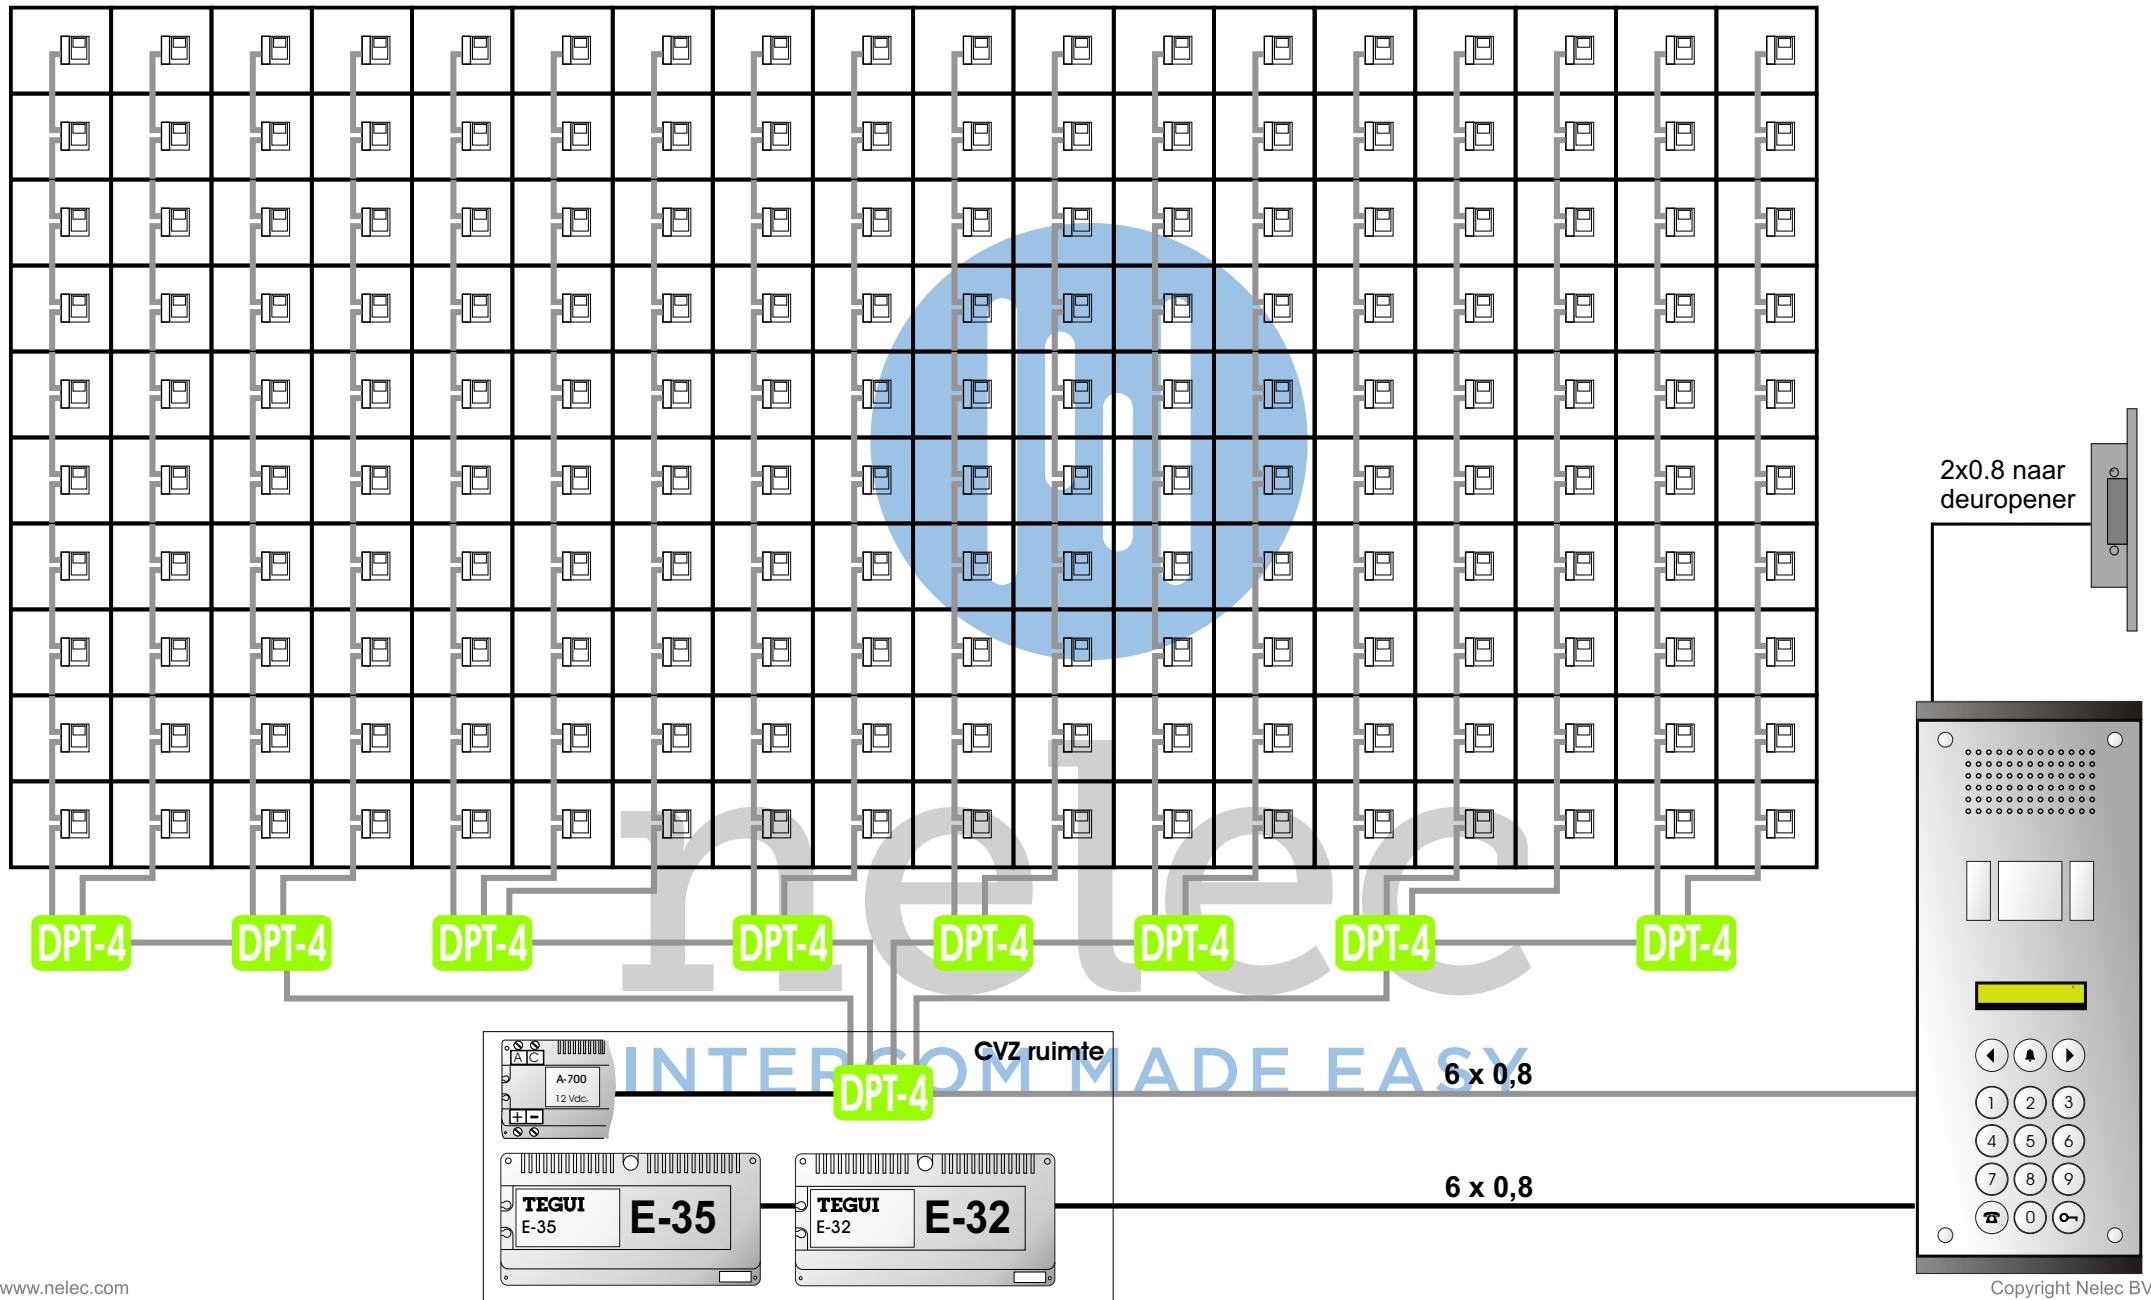 2x0.8 naar
deuropener
DPT-4 DPT-4 DPT-4 DPT-4 DPT-4 DPT-4 DPT-4 DPT-4
nelec
INTERCOM MADE EASY
CVZ ruimte
A C
A-700
12 Vdc.
+ -
DPT-4
6 x 0,8
TEGUI
E-35
E-35
TEGUI
E-32
E-32
6 x 0,8
1 2 3
4 5 6
7 8 9
0
www.nelec.com
Copyright Nelec BV